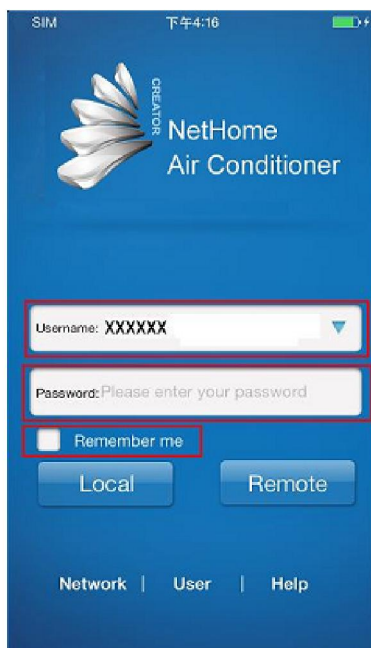 SIM 下午4:16
CREATOR
NetHome
Air Conditioner
Username: XXXXXX
Password: Please enter your password
Remember me
Local Remote
Network | User | Help